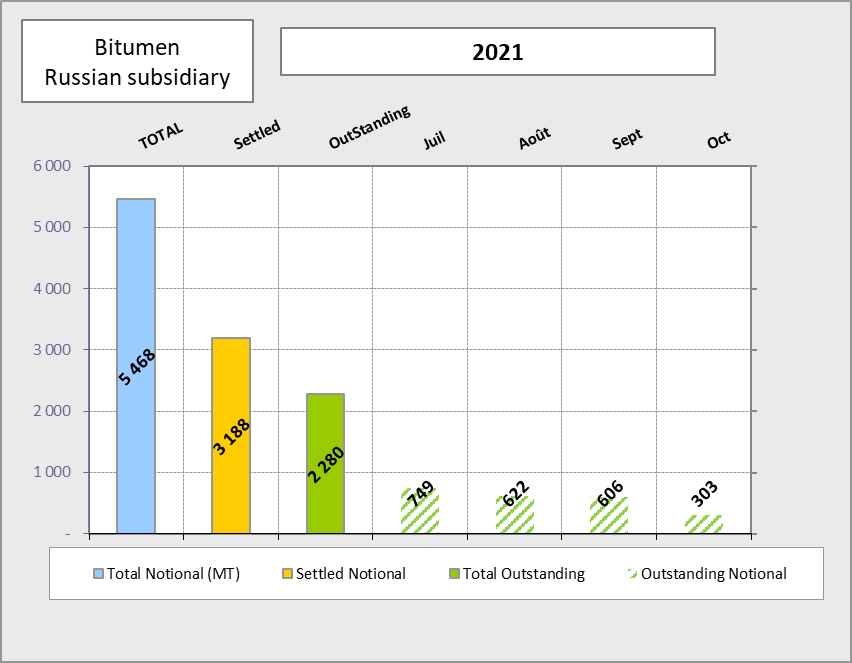 Bitumen
Russian subsidiary
2021
TOTAL
Settled
OutStanding
Juil
Août
Sept
Oct
6 000
5 000
4 000
3 000
2 000
1 000
-
5 468
3 188
2 280
749
622
606
303
Total Notional (MT)
Settled Notional
Total Outstanding
Outstanding Notional